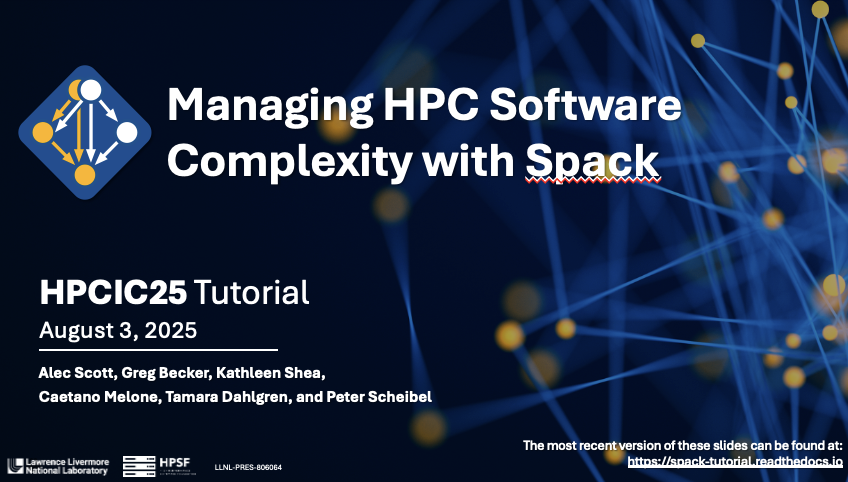 Managing HPC Software
Complexity with Spack
HPCIC25 Tutorial
August 3, 2025
Alec Scott, Greg Becker, Kathleen Shea,
Caetano Melone, Tamara Dahlgren, and Peter Scheibel
The most recent version of these slides can be found at:
https://spack-tutorial.readthedocs.io
Lawrence Livermore
National Laboratory
HPSF
LLNL-PRES-806064